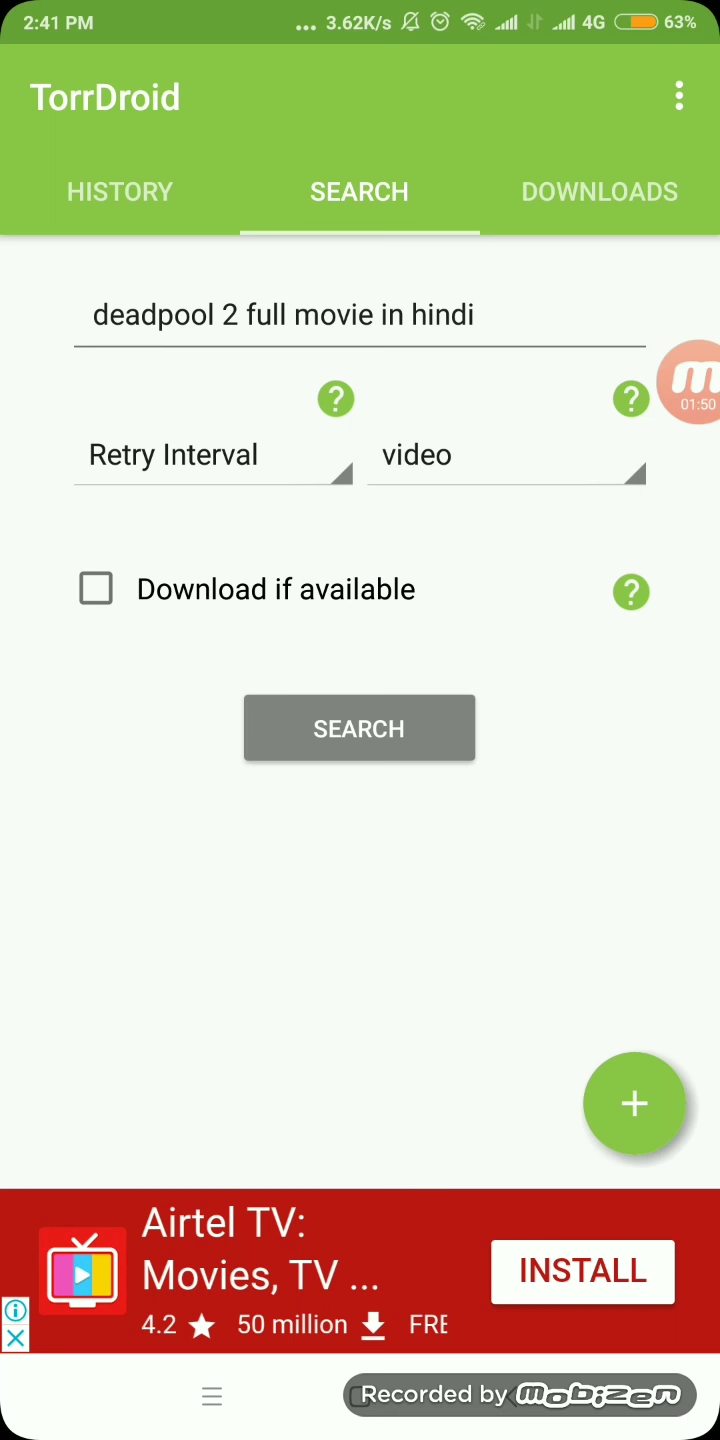 2:41 PM ... 3.62K/s 4G 63%
TorrDroid
HISTORY SEARCH DOWNLOADS
deadpool 2 full movie in hindi
? ?
m
01:50
Retry Interval video
Download if available ?
SEARCH
+
Airtel TV:
Movies, TV ...
INSTALL
4.2 50 million FRE
Recorded by mobizen